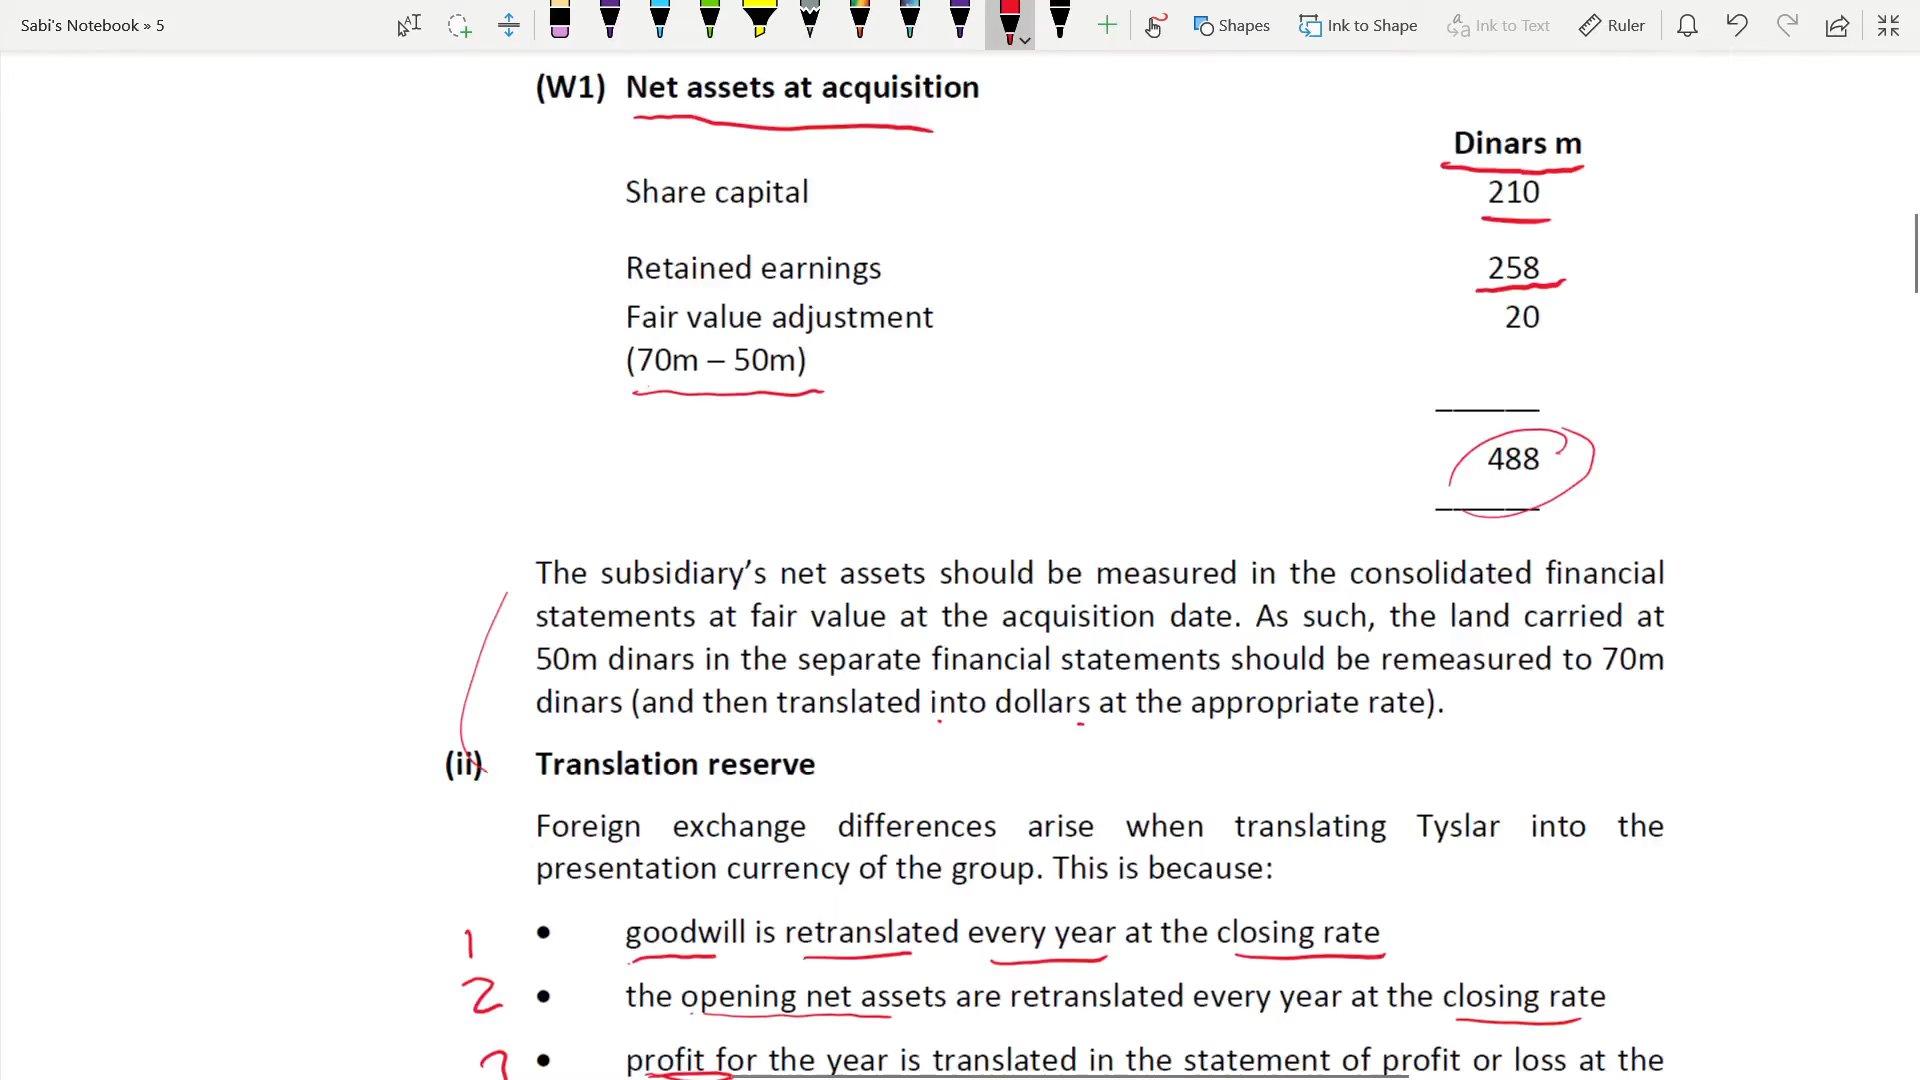 Sabi's Notebook » 5
Shapes
Ink to Shape
Ink to Text
Ruler
(W1) Net assets at acquisition
Dinars m
Share capital 210
Retained earnings 258
Fair value adjustment 20
(70m – 50m)
488
The subsidiary’s net assets should be measured in the consolidated financial
statements at fair value at the acquisition date. As such, the land carried at
50m dinars in the separate financial statements should be remeasured to 70m
dinars (and then translated into dollars at the appropriate rate).
(ii) Translation reserve
Foreign exchange differences arise when translating Tyslar into the
presentation currency of the group. This is because:
1 • goodwill is retranslated every year at the closing rate
2 • the opening net assets are retranslated every year at the closing rate
• profit for the year is translated in the statement of profit or loss at the